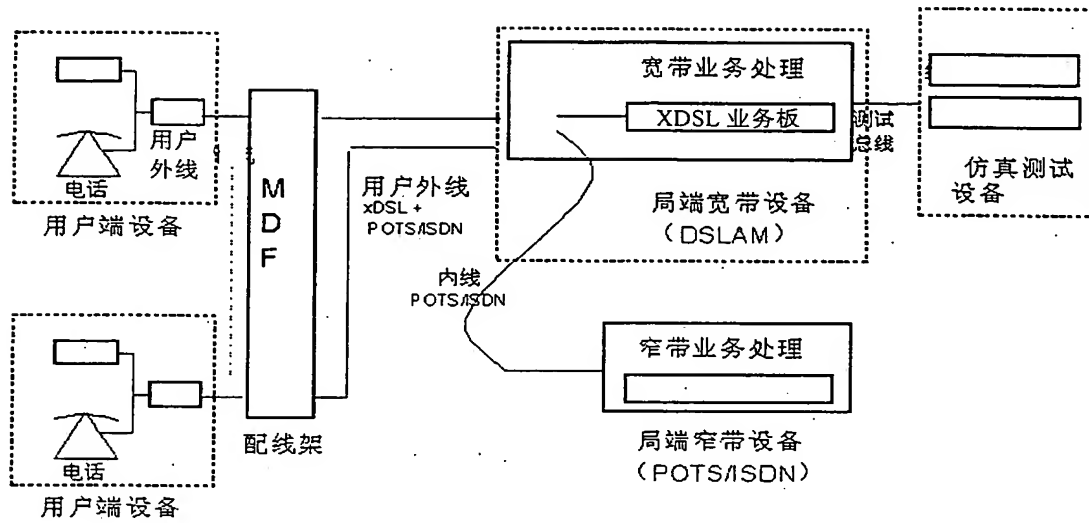 宽带业务处理
XDSL 业务板
测试
总线
仿真测试
设备
用户
外线
电话
用户端设备
M
D
F
用户外线
xDSL +
POTS/ISDN
局端宽带设备
（DSLAM）
内线
POTS/ISDN
窄带业务处理
电话
用户端设备
配线架
局端窄带设备
（POTS/ISDN）